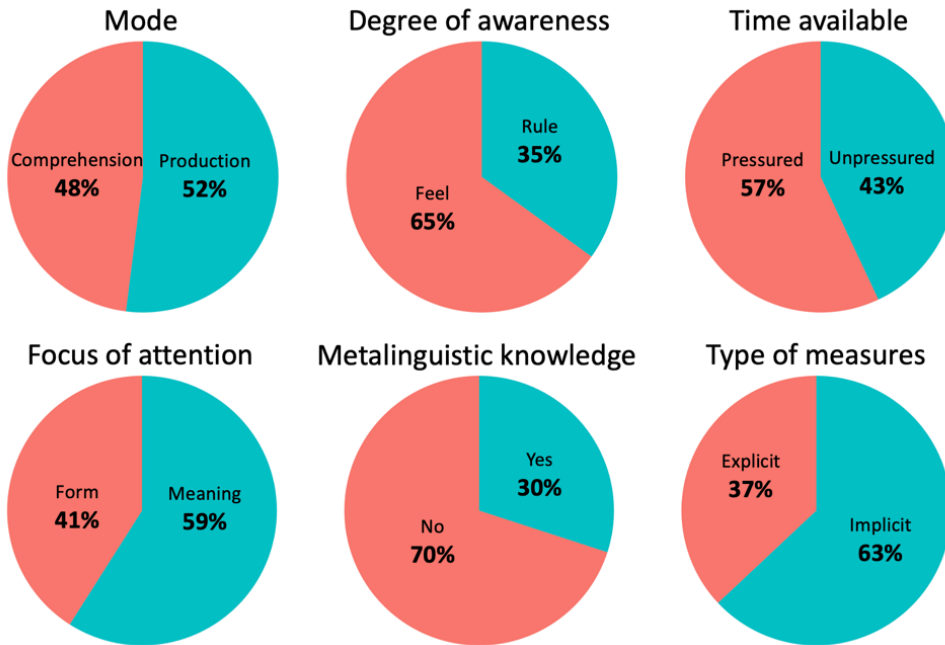 Mode
Comprehension
48%
Production
52%
Degree of awareness
Rule
35%
Feel
65%
Time available
Pressured
57%
Unpressured
43%
Focus of attention
Form
41%
Meaning
59%
Metalinguistic knowledge
Yes
30%
No
70%
Type of measures
Explicit
37%
Implicit
63%